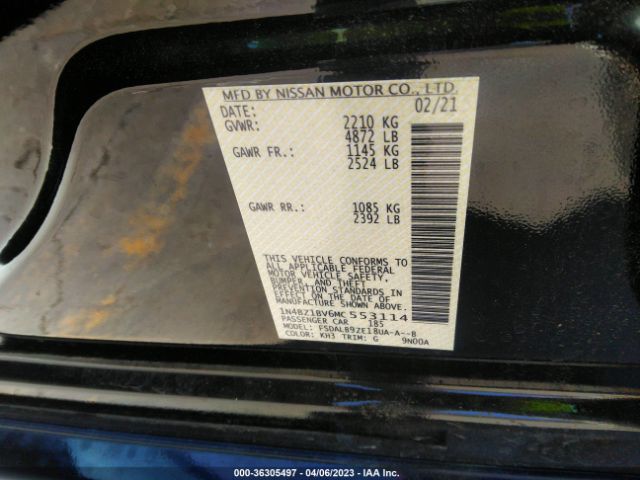 MFD BY NISSAN MOTOR CO., LTD.
DATE: 02/21
GVWR: 2210 KG
4872 LB
GAWR FR.: 1145 KG
2524 LB
GAWR RR.: 1085 KG
2392 LB
THIS VEHICLE CONFORMS TO
ALL APPLICABLE FEDERAL
MOTOR VEHICLE SAFETY,
BUMPER, AND THEFT
PREVENTION STANDARDS IN
EFFECT ON THE DATE OF
MANUFACTURE SHOWN ABOVE.
1N4BZ1BV6MC553114
PASSENGER CAR 185
MODEL: FSDALB9ZE18UA-A--B
COLOR: KH3 TRIM: G 9N00A
000-36305497 - 04/06/2023 - IAA Inc.